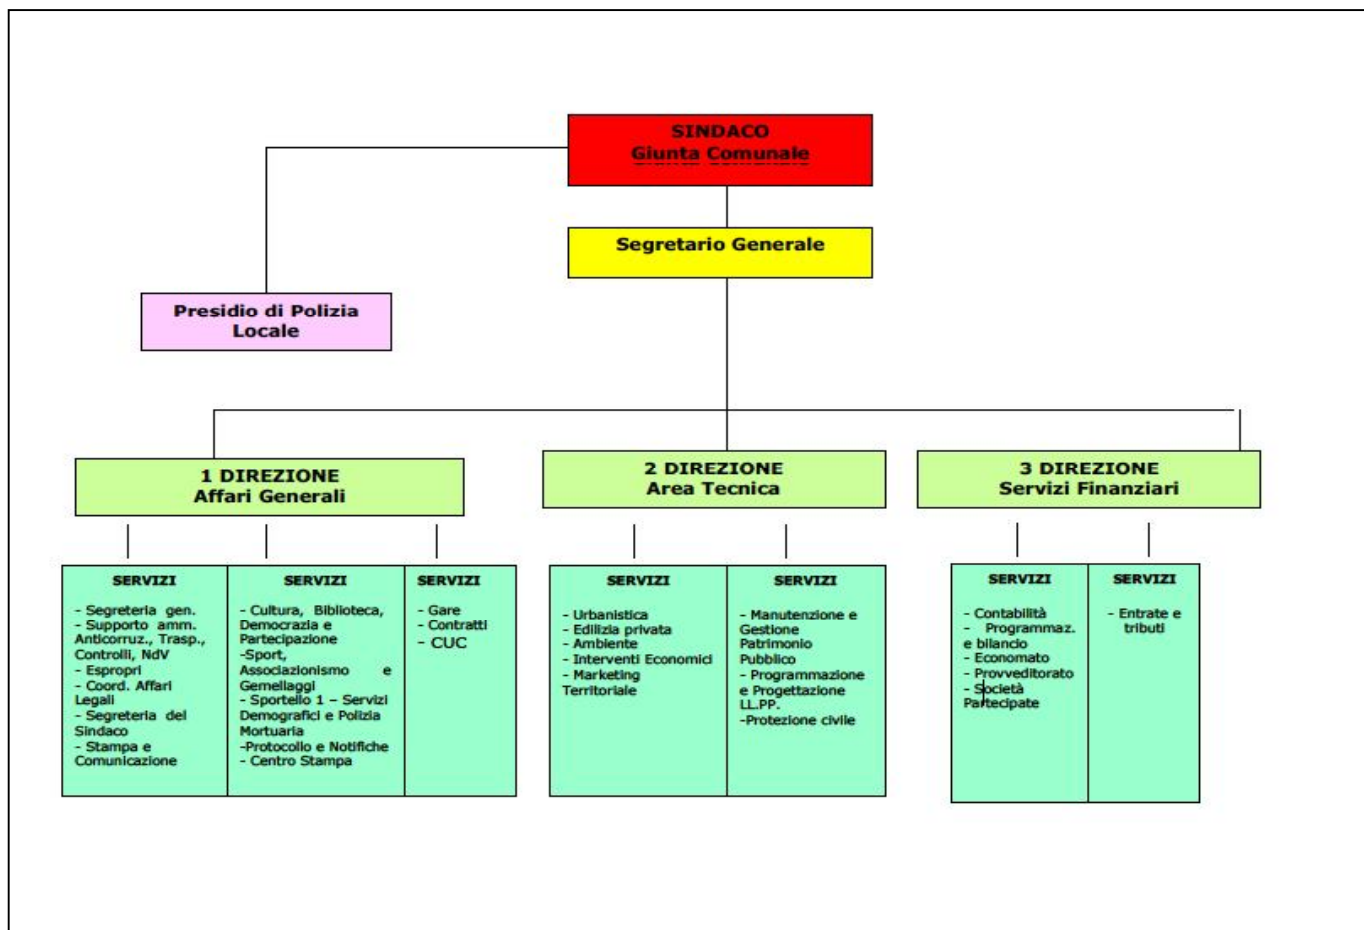 SINDACO
Giunta Comunale
Segretario Generale
Presidio di Polizia
Locale
1 DIREZIONE
Affari Generali
2 DIREZIONE
Area Tecnica
3 DIREZIONE
Servizi Finanziari
SERVIZI
- Segreteria gen.
- Supporto amm.
Anticorruz., Trasp.,
Controlli, NdV
- Espropri
- Coord. Affari
Legali
- Segreteria del
Sindaco
- Stampa e
Comunicazione
SERVIZI
- Cultura, Biblioteca,
Democrazia e
Partecipazione
-Sport,
Associazionismo e
Gemellaggi
- Sportello 1 – Servizi
Demografici e Polizia
Mortuaria
-Protocollo e Notifiche
- Centro Stampa
SERVIZI
- Gare
- Contratti
- CUC
SERVIZI
- Urbanistica
- Edilizia privata
- Ambiente
- Interventi Economici
- Marketing
Territoriale
SERVIZI
- Manutenzione e
Gestione
Patrimonio
Pubblico
- Programmazione
e Progettazione
LL.PP.
-Protezione civile
SERVIZI
- Contabilità
- Programmaz.
e bilancio
- Economato
- Provveditorato
- Società
Partecipate
SERVIZI
- Entrate e
tributi